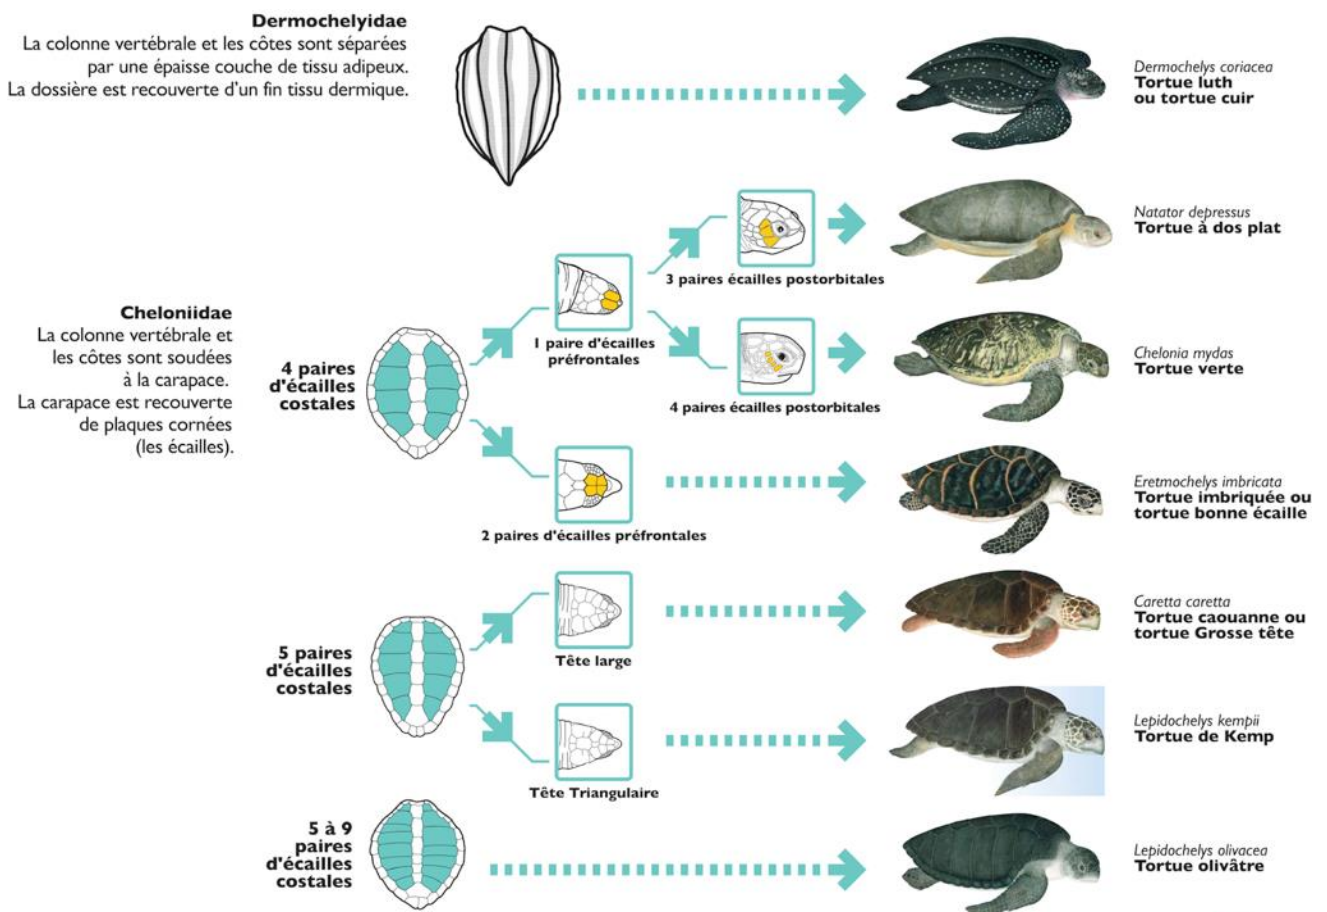 Dermochelyidae
La colonne vertébrale et les côtes sont séparées
par une épaisse couche de tissu adipeux.
La dossière est recouverte d'un fin tissu dermique.
Dermochelys coriacea
Tortue luth
ou tortue cuir
Natator depressus
Tortue à dos plat
3 paires écailles postorbitales
Cheloniidae
La colonne vertébrale et
les côtes sont soudées
à la carapace.
La carapace est recouverte
de plaques cornées
(les écailles).
4 paires
d'écailles
costales
1 paire d'écailles
préfrontales
4 paires écailles postorbitales
Chelonia mydas
Tortue verte
2 paires d'écailles préfrontales
Eretmochelys imbricata
Tortue imbriquée ou
tortue bonne écaille
5 paires
d'écailles
costales
Tête large
Caretta caretta
Tortue caouanne ou
tortue Grosse tête
Tête Triangulaire
Lepidochelys kempii
Tortue de Kemp
5 à 9
paires
d'écailles
costales
Lepidochelys olivacea
Tortue olivâtre